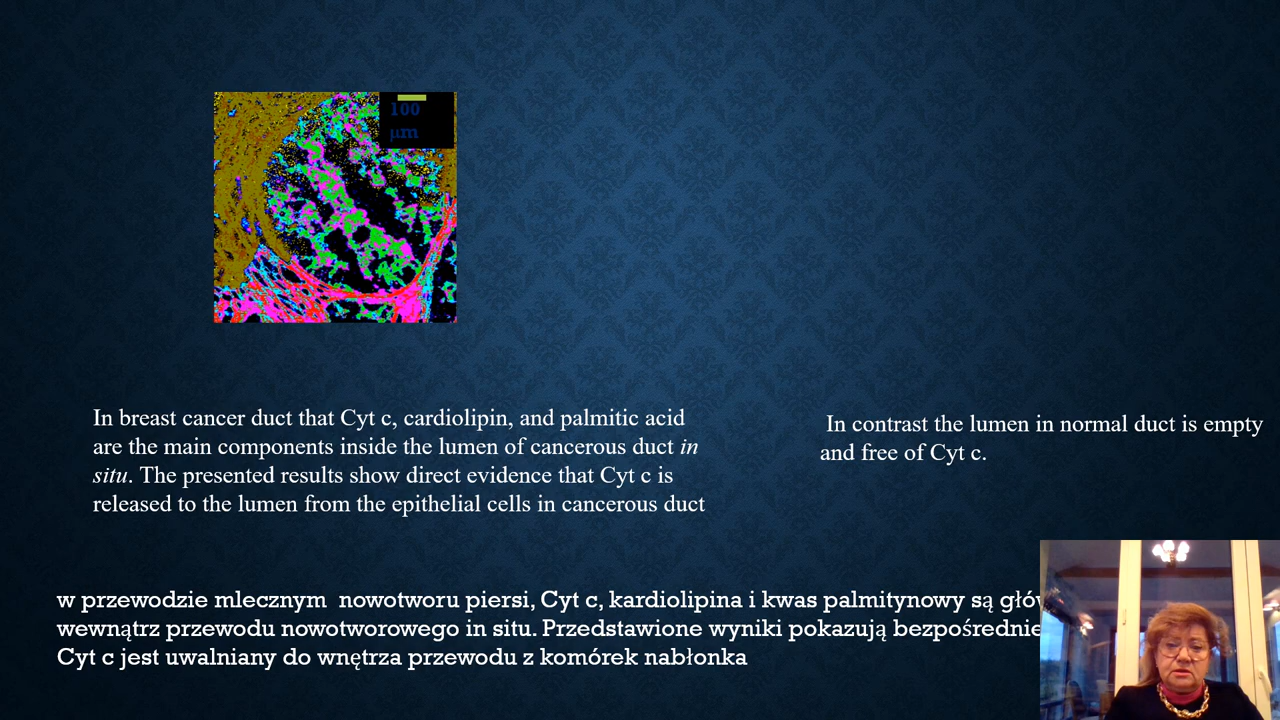 100
μm
In breast cancer duct that Cyt c, cardiolipin, and palmitic acid
are the main components inside the lumen of cancerous duct in
situ. The presented results show direct evidence that Cyt c is
released to the lumen from the epithelial cells in cancerous duct
In contrast the lumen in normal duct is empty
and free of Cyt c.
w przewodzie mlecznym nowotworu piersi, Cyt c, kardiolipina i kwas palmitynowy są
wewnątrz przewodu nowotworowego in situ. Przedstawione wyniki pokazują bezpośrednie
Cyt c jest uwalniany do wnętrza przewodu z komórek nabłonka